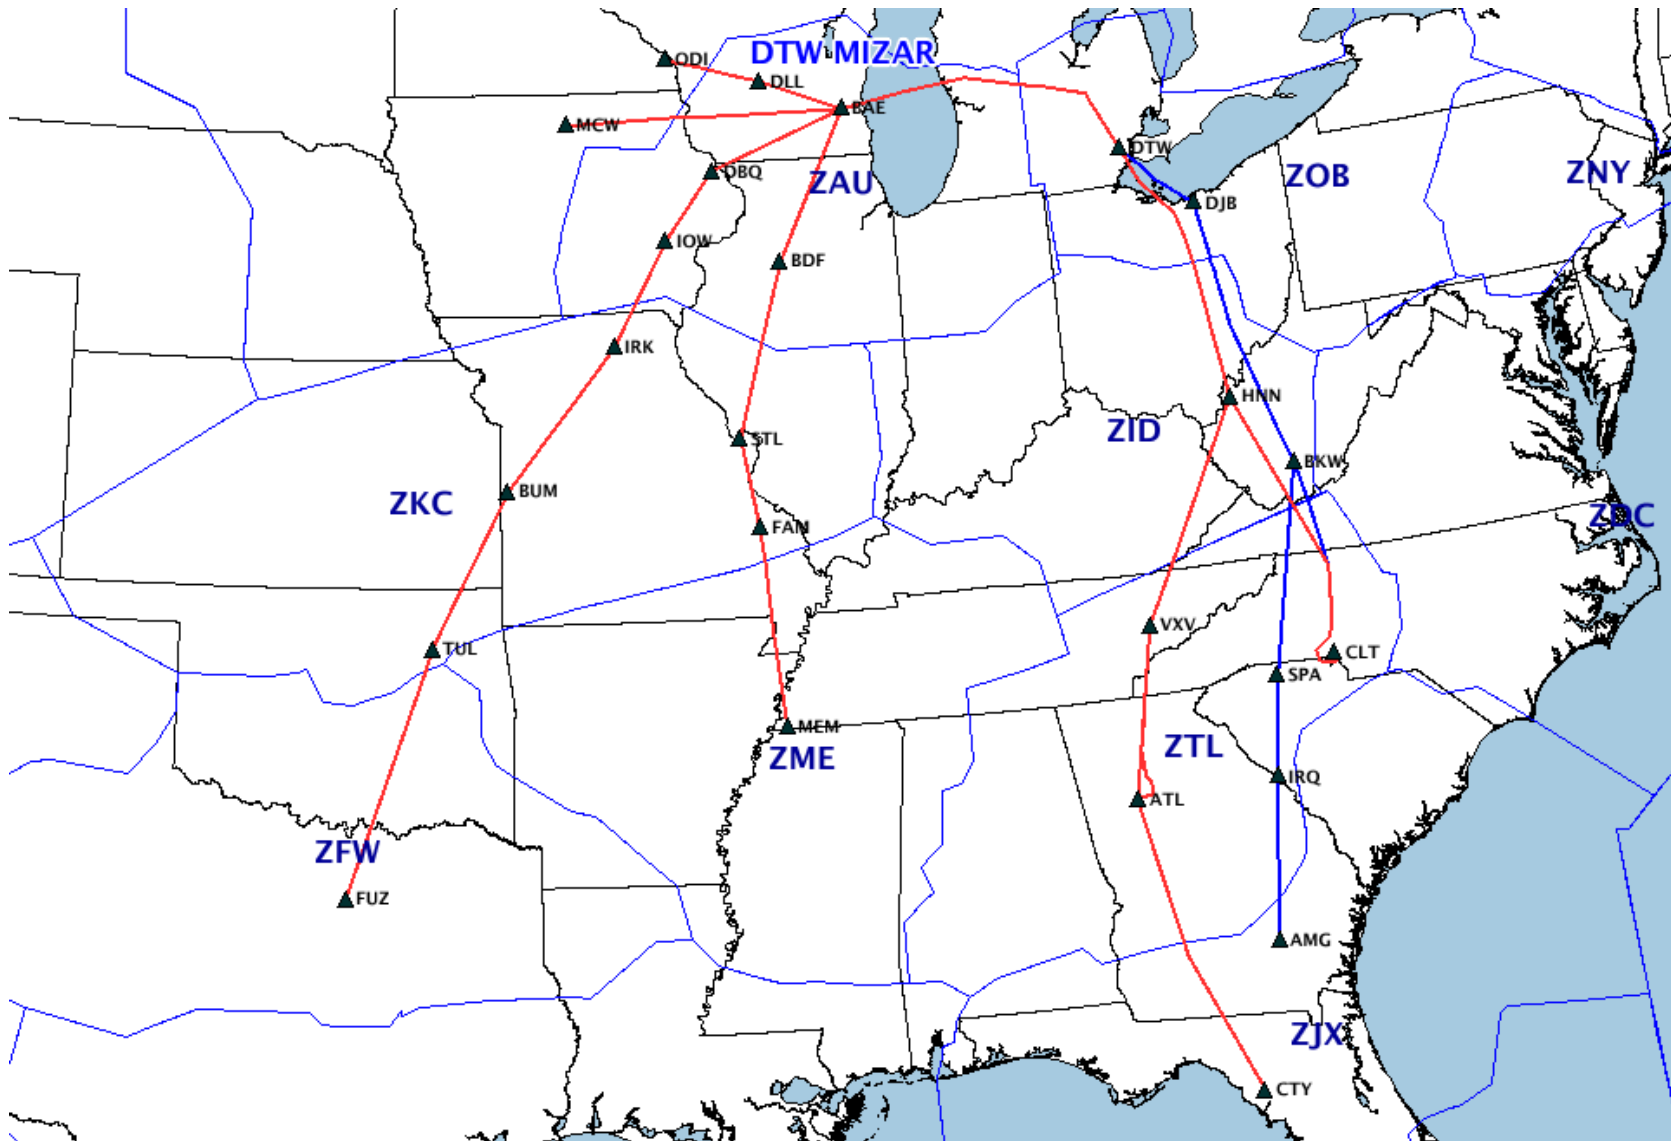 DTW MIZAR
ODI
DLL
BAE
MCW
DTW
DBQ
ZAU
ZOB
ZNY
DJB
IOW
BDF
IRK
HNN
STL
ZID
BKW
BUM
ZKC
FAM
ZDC
VXV
TUL
CLT
SPA
MEM
ZME
ZTL
IRQ
ATL
ZFW
FUZ
AMG
ZJX
CTY